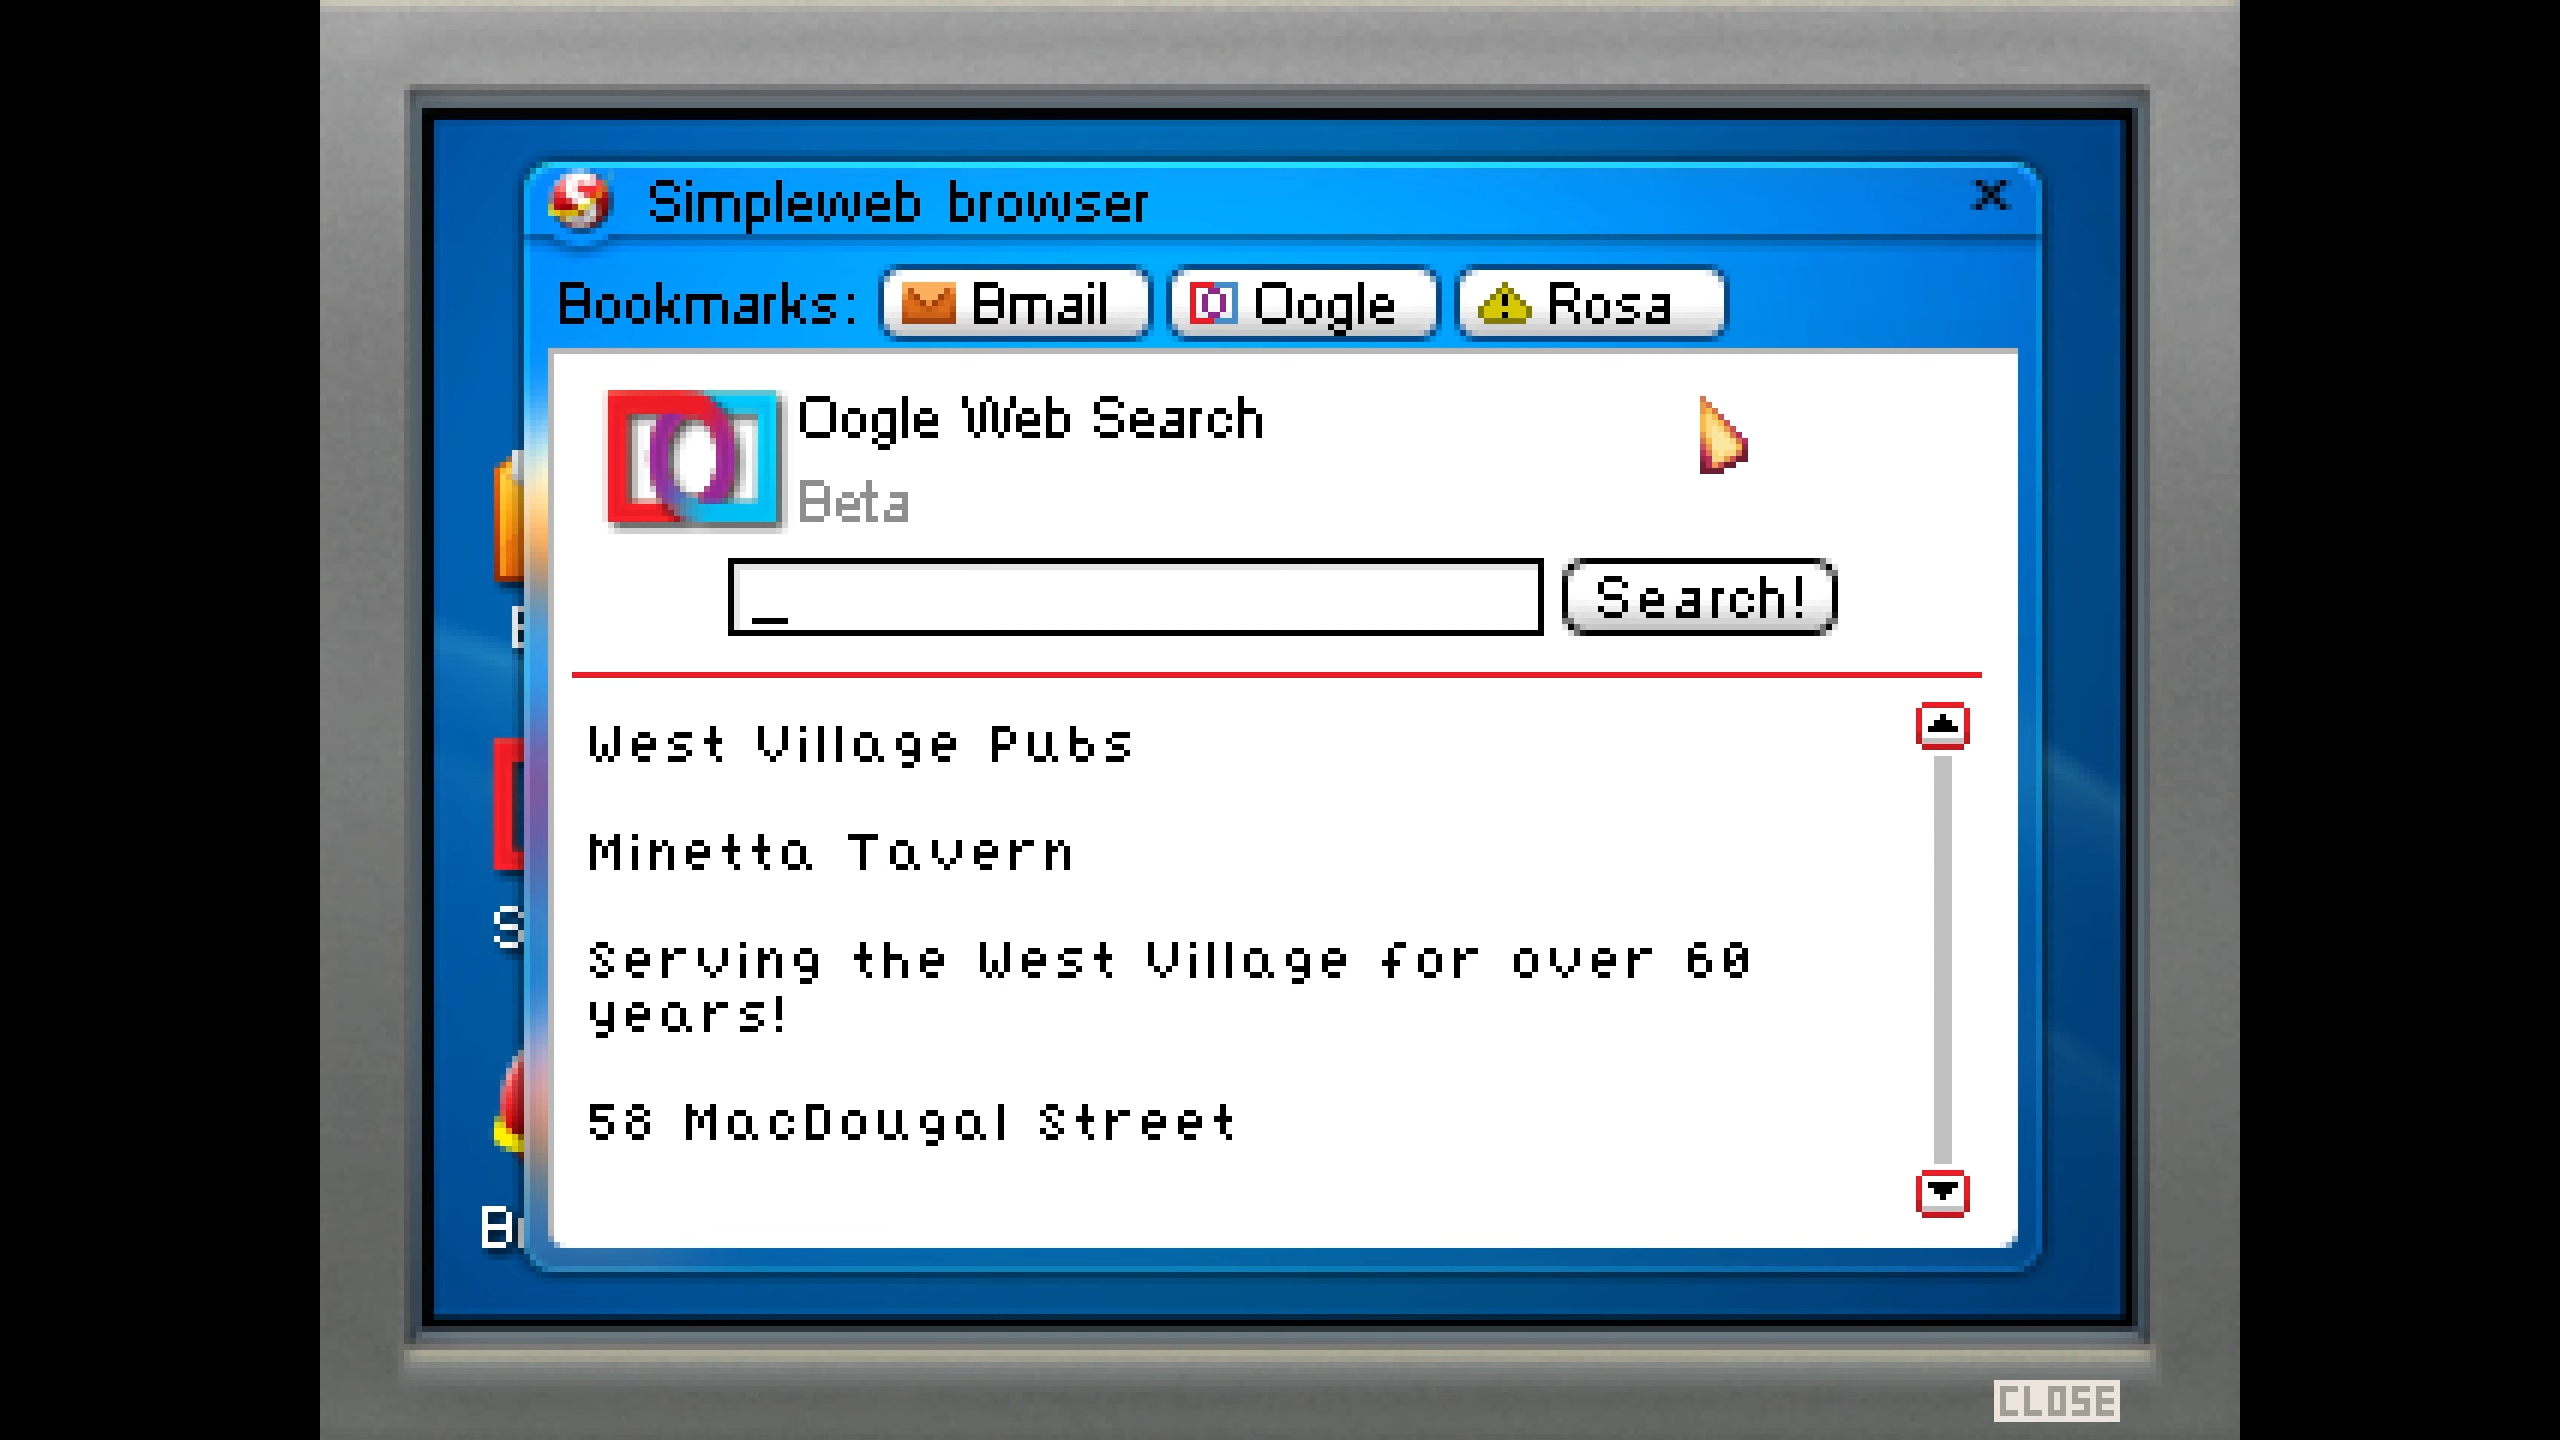 Simpleweb browser
Bookmarks: Bmail Oogle Rosa
Oogle Web Search
Beta
Search!
West Village Pubs
Minetta Tavern
Serving the West Village for over 60
years!
58 MacDougal Street
CLOSE